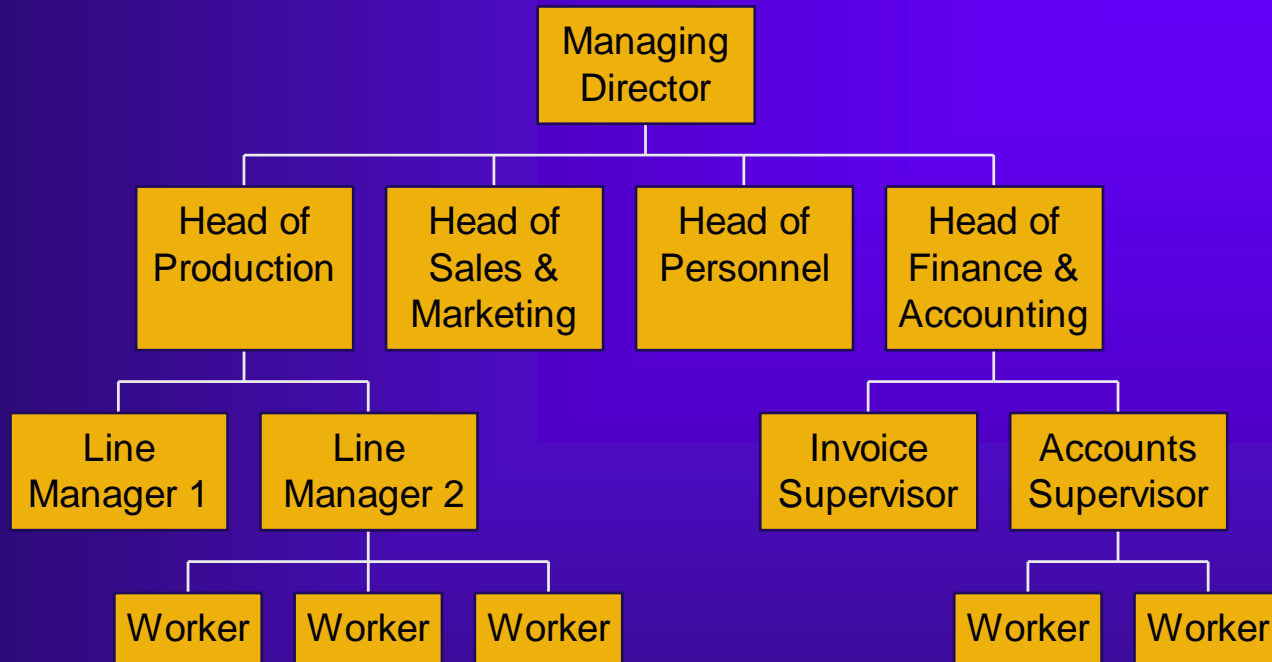 Managing
Director
Head of
Production
Head of
Sales &
Marketing
Head of
Personnel
Head of
Finance &
Accounting
Line
Manager 1
Line
Manager 2
Invoice
Supervisor
Accounts
Supervisor
Worker
Worker
Worker
Worker
Worker